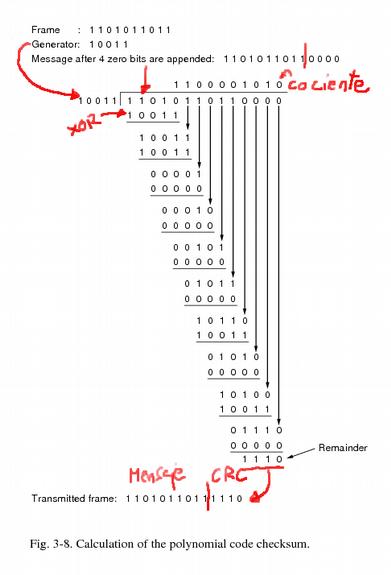 Frame : 1 1 0 1 0 1 1 0 1 1
Generator: 1 0 0 1 1
Message after 4 zero bits are appended: 1 1 0 1 0 1 1 0 1 1 0 0 0 0
1 1 0 0 0 0 1 0 1 0 cociente
1 0 0 1 1 1 1 0 1 0 1 1 0 1 1 0 0 0 0
XOR 1 0 0 1 1
1 0 0 1 1
1 0 0 1 1
0 0 0 0 1
0 0 0 0 0
0 0 0 1 0
0 0 0 0 0
0 0 1 0 1
0 0 0 0 0
0 1 0 1 1
0 0 0 0 0
1 0 1 1 0
1 0 0 1 1
0 1 0 1 0
0 0 0 0 0
1 0 1 0 0
1 0 0 1 1
0 1 1 1 0
0 0 0 0 0
1 1 1 0 Remainder
Mensaje CRC
Transmitted frame: 1 1 0 1 0 1 1 0 1 1 1 1 1 0
Fig. 3-8. Calculation of the polynomial code checksum.